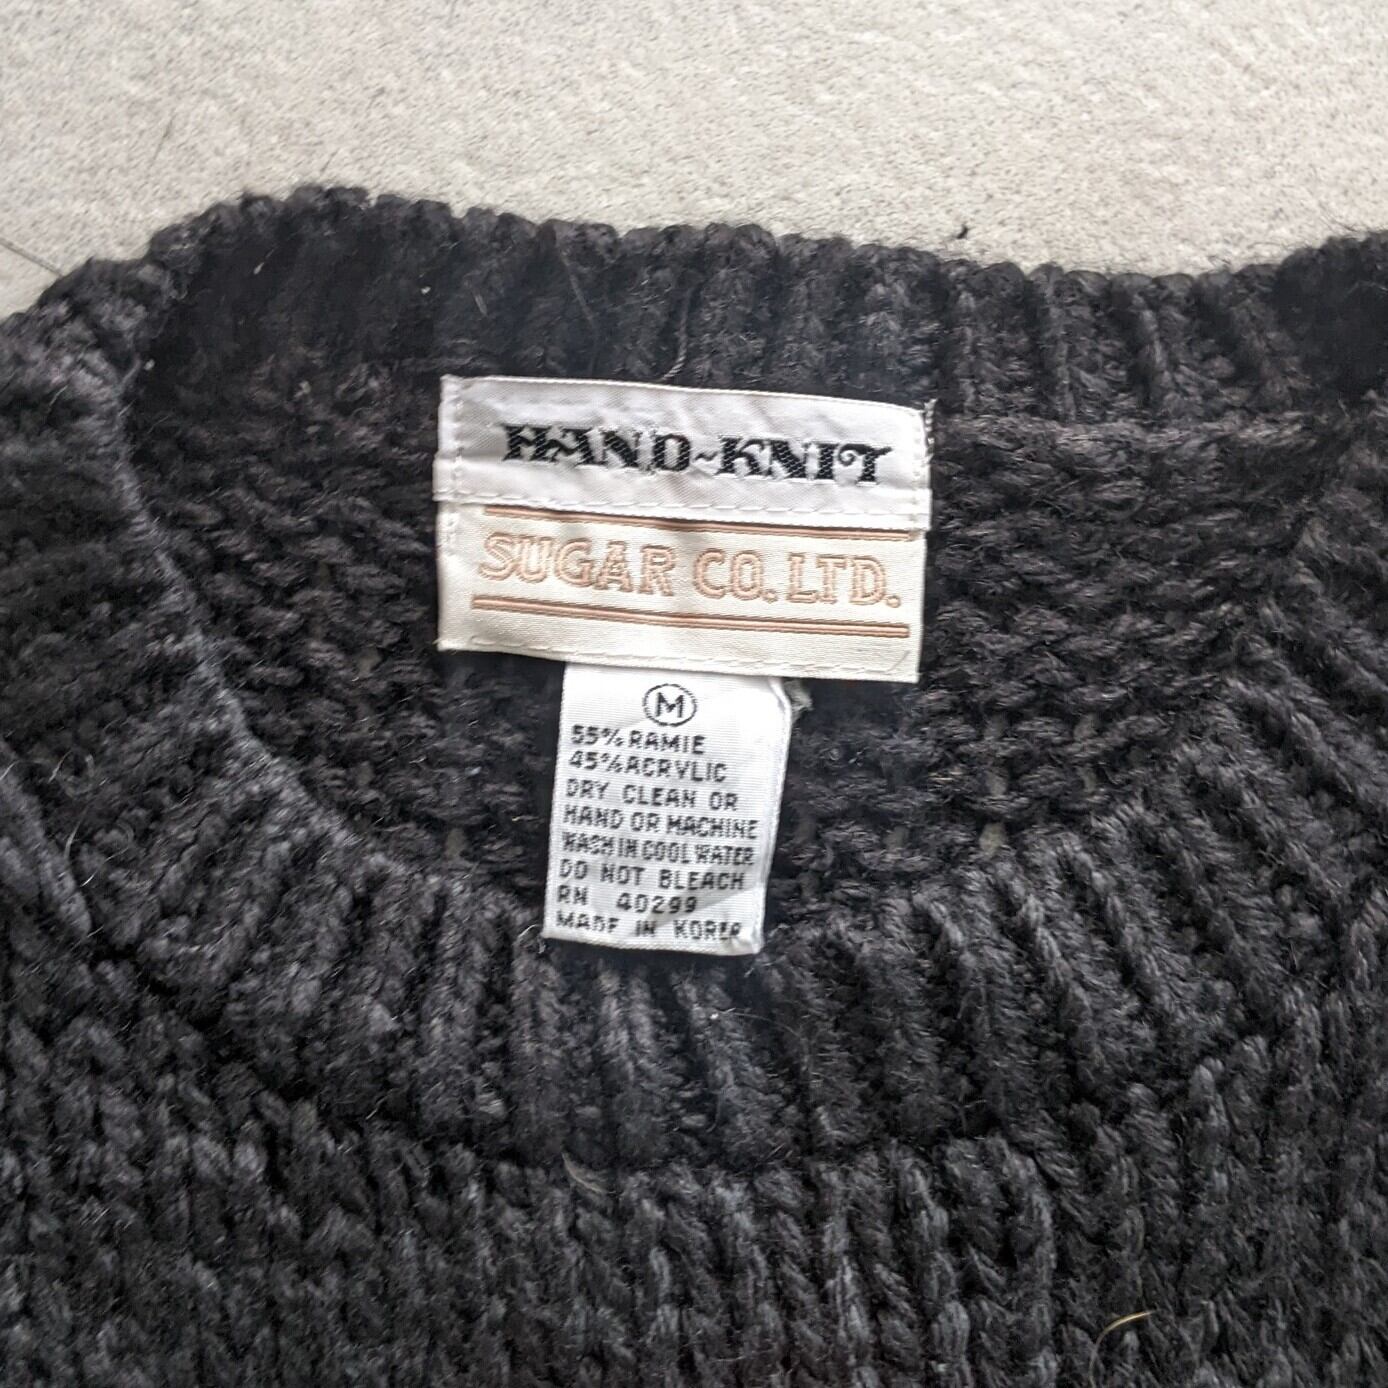 HAND-KNIT
SUGAR CO. LTD.
M
55% RAMIE
45% ACRYLIC
DRY CLEAN OR
HAND OR MACHINE
WASH IN COOL WATER
DO NOT BLEACH
RN 40299
MADE IN KOREA